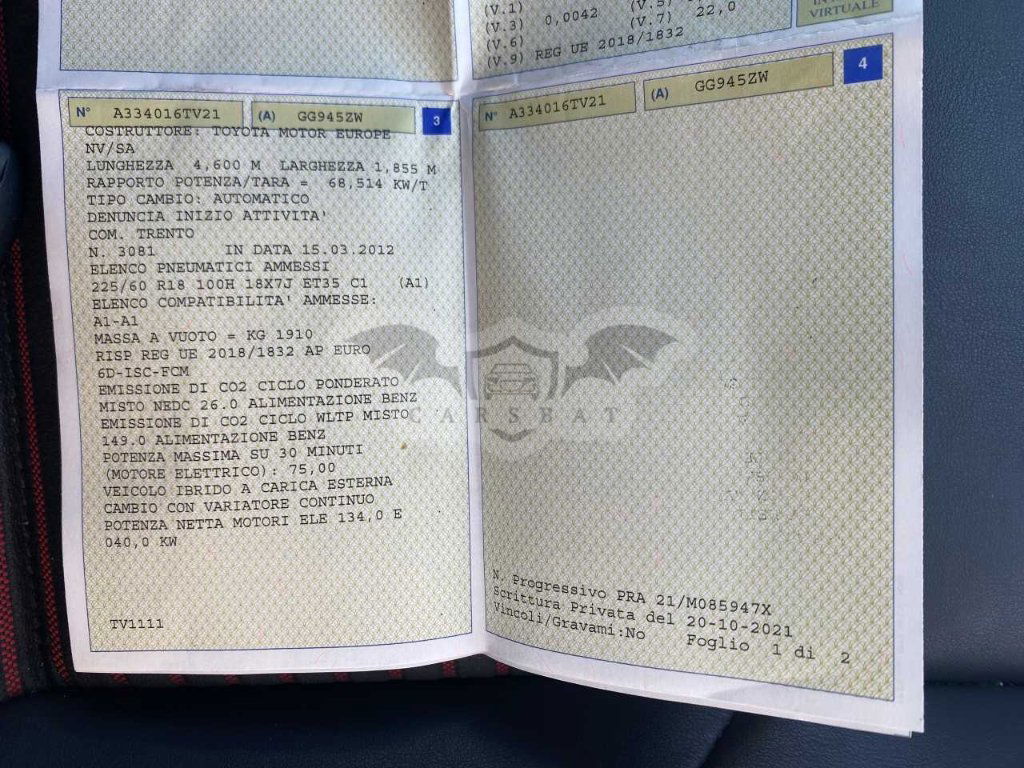 (V.1)
(V.3) 0,0042 (V.7) 22,0
(V.6)
(V.9) REG UE 2018/1832
VIRTUALE
N° A334016TV21 (A) GG945ZW 3
COSTRUTTORE: TOYOTA MOTOR EUROPE
NV/SA
LUNGHEZZA 4,600 M LARGHEZZA 1,855 M
RAPPORTO POTENZA/TARA = 68,514 KW/T
TIPO CAMBIO: AUTOMATICO
DENUNCIA INIZIO ATTIVITA'
COM. TRENTO
N. 3081 IN DATA 15.03.2012
ELENCO PNEUMATICI AMMESSI
225/60 R18 100H 18X7J ET35 C1 (A1)
ELENCO COMPATIBILITA' AMMESSE:
A1-A1
MASSA A VUOTO = KG 1910
RISP REG UE 2018/1832 AP EURO
6D-ISC-FCM
EMISSIONE DI CO2 CICLO PONDERATO
MISTO NEDC 26.0 ALIMENTAZIONE BENZ
EMISSIONE DI CO2 CICLO WLTP MISTO
149.0 ALIMENTAZIONE BENZ
POTENZA MASSIMA SU 30 MINUTI
(MOTORE ELETTRICO): 75,00
VEICOLO IBRIDO A CARICA ESTERNA
CAMBIO CON VARIATORE CONTINUO
POTENZA NETTA MOTORI ELE 134,0 E
040,0 KW
TV1111
N° A334016TV21 (A) GG945ZW 4
CARSEAT
N. Progressivo PRA 21/M085947X
Scrittura Privata del 20-10-2021
Vincoli/Gravami:No Foglio 1 di 2